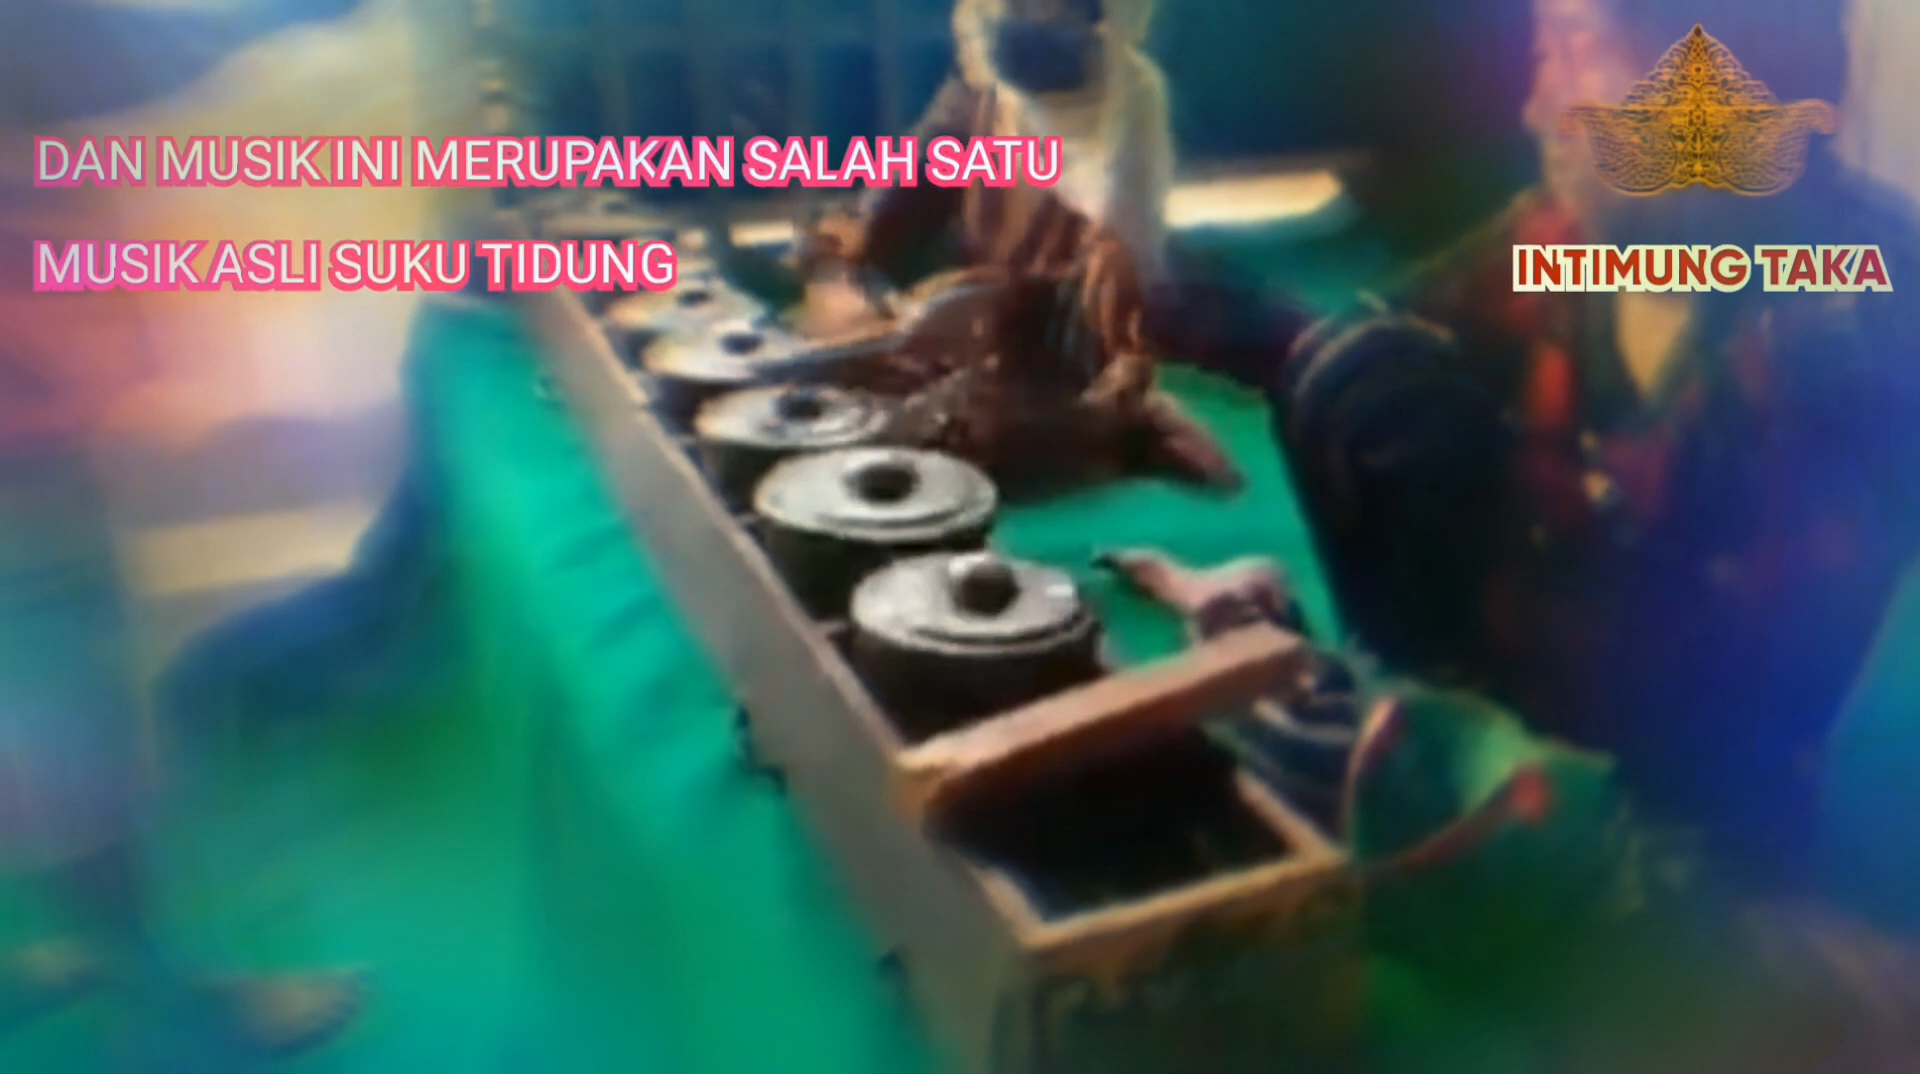 DAN MUSIK INI MERUPAKAN SALAH SATU
MUSIK ASLI SUKU TIDUNG
INTIMUNG TAKA